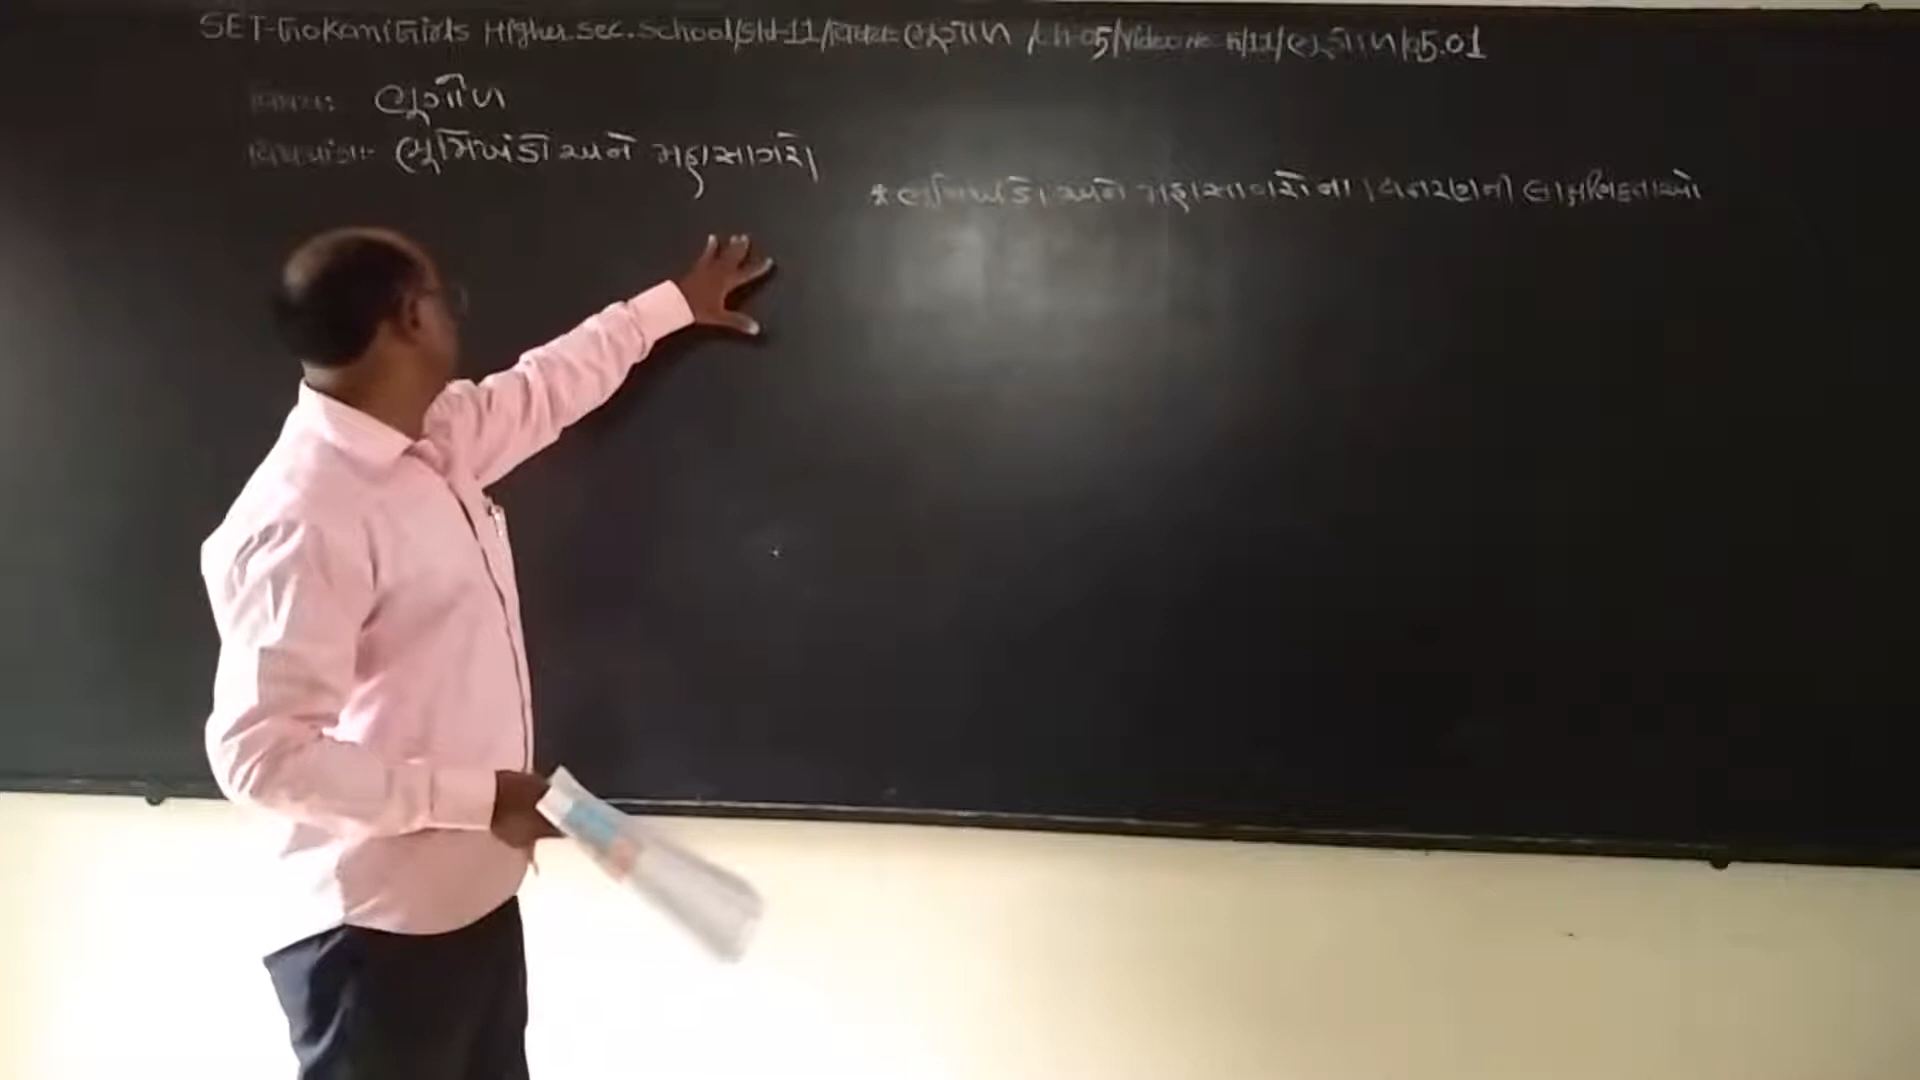 SET-Gokani Girls Higher Sec. School/Std-11/વિષય: ભૂગોળ /Ch-05/Video No 5/11/ભૂગોળ/05.01
વિષય: ભૂગોળ
વિષયાંગ:- ભૂમિખંડો અને મહાસાગરો
* ભૂમિખંડો અને મહાસાગરોના વિતરણની લાક્ષણિકતાઓ